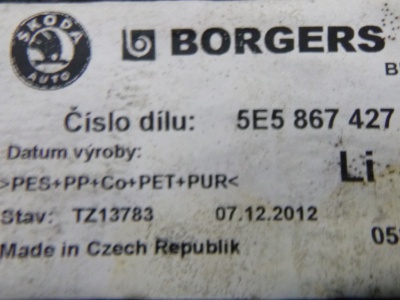 ŠKODA
AUTO
BORGERS
Číslo dílu: 5E5 867 427
Datum výroby:
>PES+PP+Co+PET+PUR<
Li
Stav: TZ13783 07.12.2012
Made in Czech Republik
05